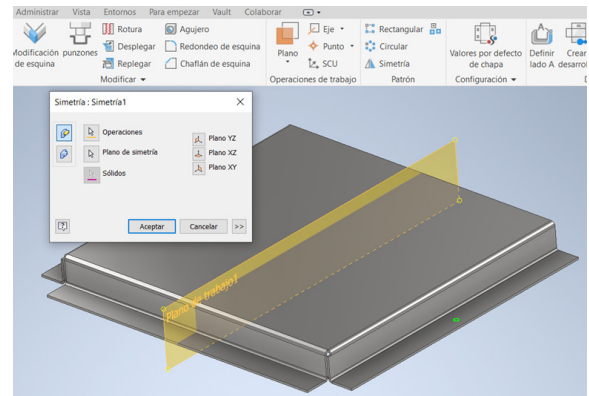 Administrar Vista Entornos Para empezar Vault Colaborar
Modificación punzones
de esquina
Rotura
Desplegar
Replegar
Agujero
Redondeo de esquina
Chaflán de esquina
Modificar
Plano
Eje
Punto
SCU
Operaciones de trabajo
Rectangular
Circular
Simetría
Patrón
Valores por defecto
de chapa
Configuración
Definir
lado A
Crear
desarrol
D
Simetría : Simetría1
Operaciones
Plano de simetría
Sólidos
Plano YZ
Plano XZ
Plano XY
Aceptar Cancelar >>
Plano de trabajo1